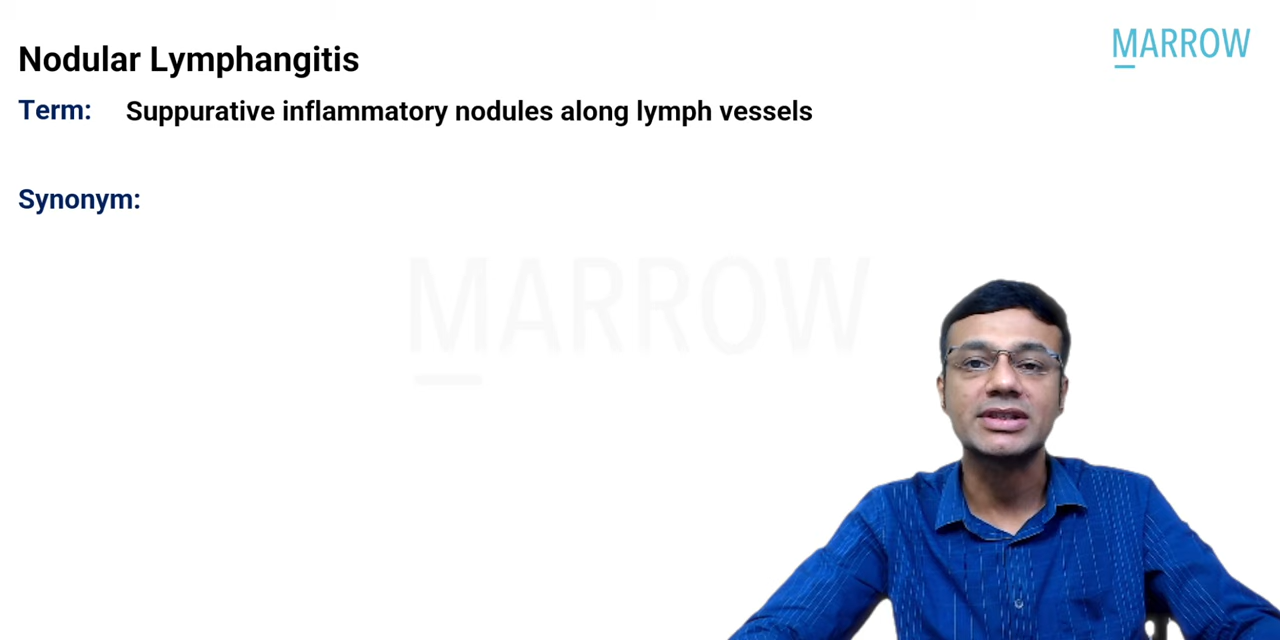 MARROW
Nodular Lymphangitis
Term: Suppurative inflammatory nodules along lymph vessels
Synonym:
MARROW